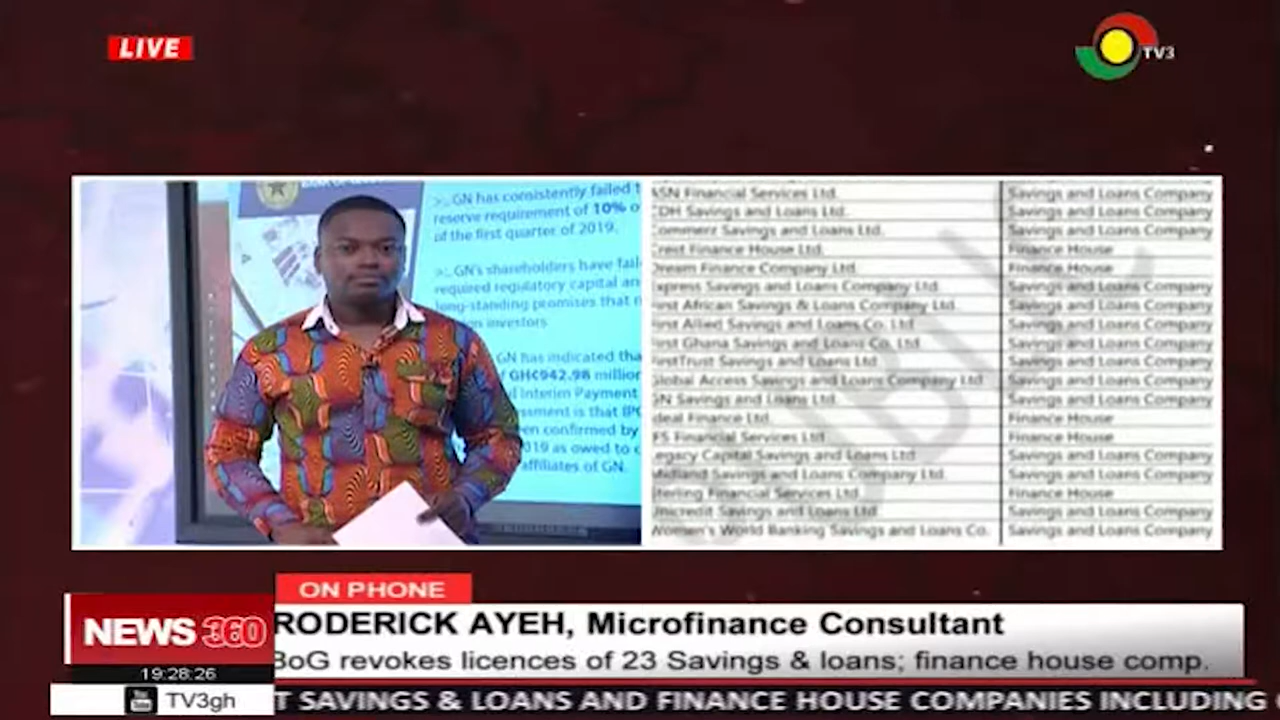 LIVE
TV3
>:. GN has consistently failed t
reserve requirement of 10% o
of the first quarter of 2019.
>:. GN's shareholders have fail
required regulatory capital an
long-standing promises that n
investors
GN has indicated tha
GH¢942.98 million
d Interim Payment
ssment is that IPC
en confirmed by
019 as owed to c
affiliates of GN.
ASN Financial Services Ltd. Savings and Loans Company
CDH Savings and Loans Ltd. Savings and Loans Company
Commerz Savings and Loans Ltd. Savings and Loans Company
Crest Finance House Ltd. Finance House
Dream Finance Company Ltd. Finance House
xpress Savings and Loans Company Ltd. Savings and Loans Company
irst African Savings & Loans Company Ltd. Savings and Loans Company
irst Allied Savings and Loans Co. Ltd Savings and Loans Company
irst Ghana Savings and Loans Co. Ltd Savings and Loans Company
irstTrust Savings and Loans Ltd Savings and Loans Company
Global Access Savings and Loans Company Ltd Savings and Loans Company
GN Savings and Loans Ltd. Savings and Loans Company
deal Finance Ltd. Finance House
FS Financial Services Ltd Finance House
egacy Capital Savings and Loans Ltd Savings and Loans Company
Midland Savings and Loans Company Ltd. Savings and Loans Company
terling Financial Services Ltd. Finance House
Unicredit Savings and Loans Ltd Savings and Loans Company
Women's World Banking Savings and Loans Co. Savings and Loans Company
ON PHONE
RODERICK AYEH, Microfinance Consultant
NEWS 360
BoG revokes licences of 23 Savings & loans; finance house comp.
19:28:26
TV3gh
T SAVINGS & LOANS AND FINANCE HOUSE COMPANIES INCLUDING